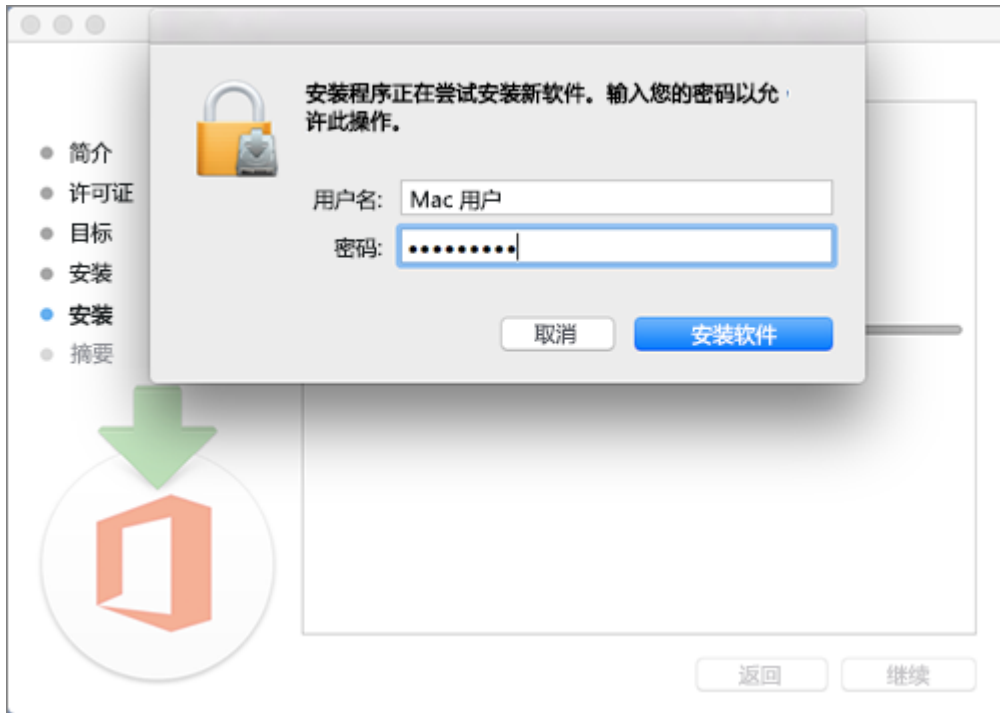 安装程序正在尝试安装新软件。输入您的密码以允
许此操作。
用户名: Mac 用户
密码: •••••••••
取消
安装软件
简介
许可证
目标
安装
安装
摘要
返回
继续